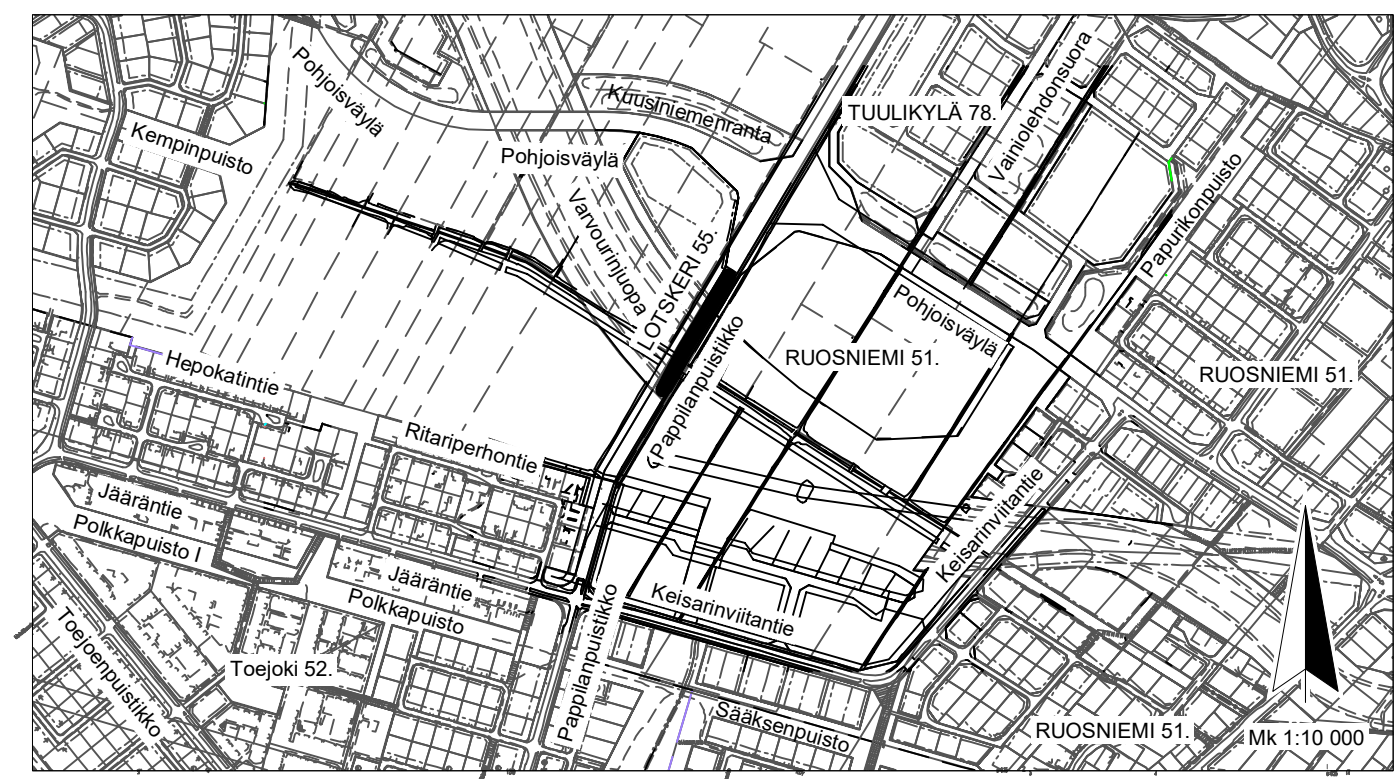 Pohjoisväylä
Kempinpuisto
Kuusiniemenranta
TUULIKYLÄ 78.
Vainiolehdonsuora
Pohjoisväylä
Varvourinjuopa
LOTSKERI 55.
Papurikonpuisto
Pohjoisväylä
Pappilanpuistikko
RUOSNIEMI 51.
RUOSNIEMI 51.
Hepokatintie
Ritariperhontie
Jääräntie
Polkkapuisto I
Jääräntie
Polkkapuisto
Keisarinviitantie
Keisarinviitantie
Toejoenpuistikko
Toejoki 52.
Pappilanpuistikko
Sääksenpuisto
RUOSNIEMI 51.
Mk 1:10 000